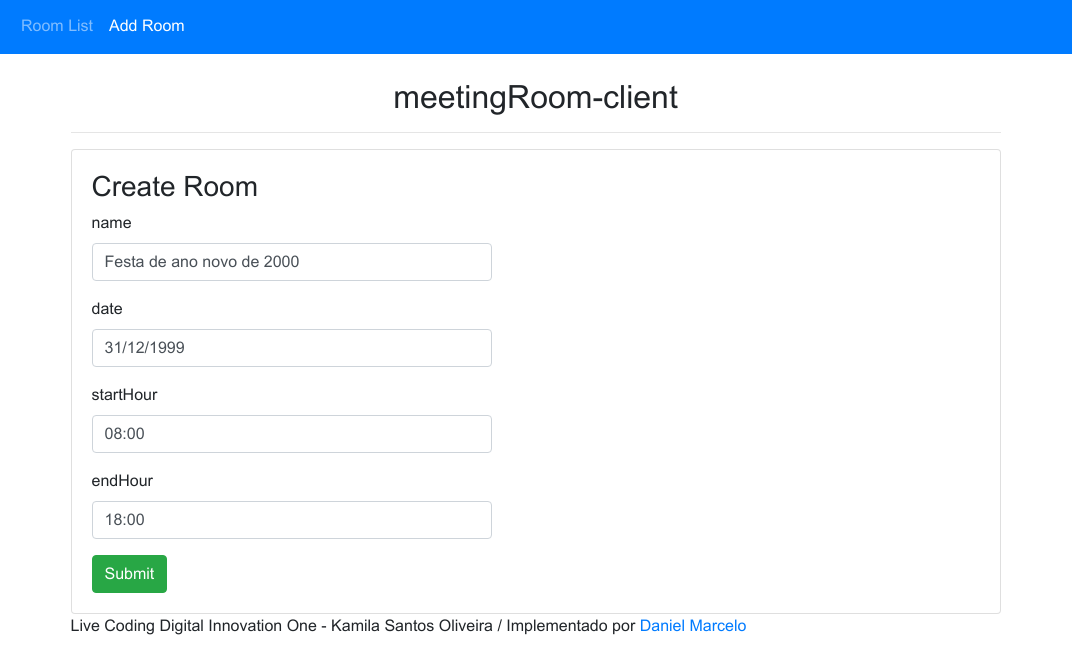 Room List Add Room
meetingRoom-client
Create Room
name
Festa de ano novo de 2000
date
31/12/1999
startHour
08:00
endHour
18:00
Submit
Live Coding Digital Innovation One - Kamila Santos Oliveira / Implementado por Daniel Marcelo